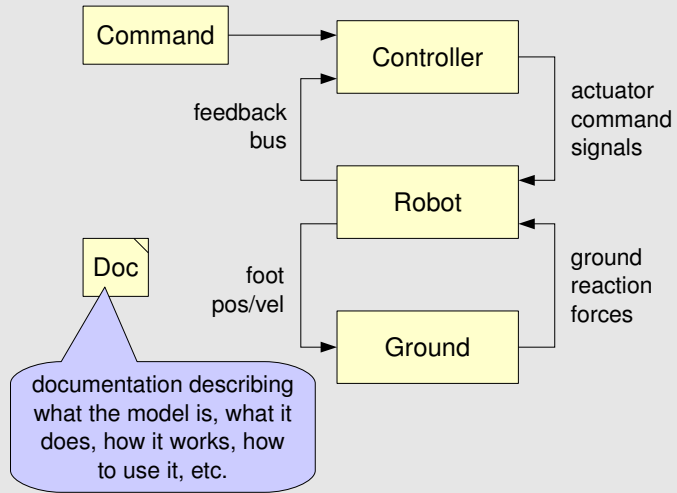 Command
Controller
feedback
bus
actuator
command
signals
Robot
Doc
foot
pos/vel
ground
reaction
forces
Ground
documentation describing
what the model is, what it
does, how it works, how
to use it, etc.